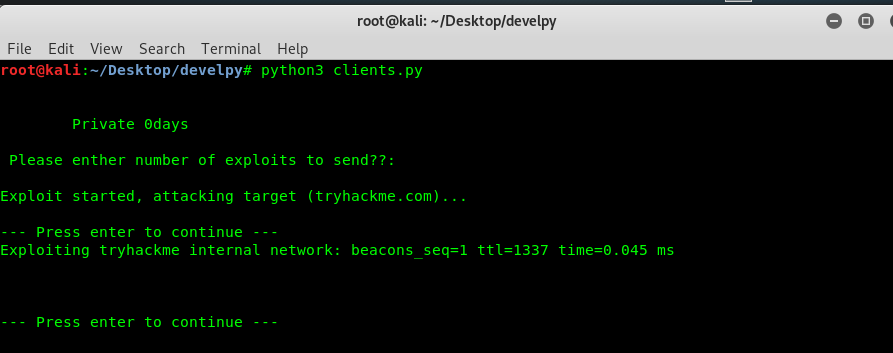 root@kali: ~/Desktop/develpy
File Edit View Search Terminal Help
root@kali:~/Desktop/develpy# python3 clients.py
Private 0days
Please enther number of exploits to send??:
Exploit started, attacking target (tryhackme.com)...
--- Press enter to continue ---
Exploiting tryhackme internal network: beacons_seq=1 ttl=1337 time=0.045 ms
--- Press enter to continue ---